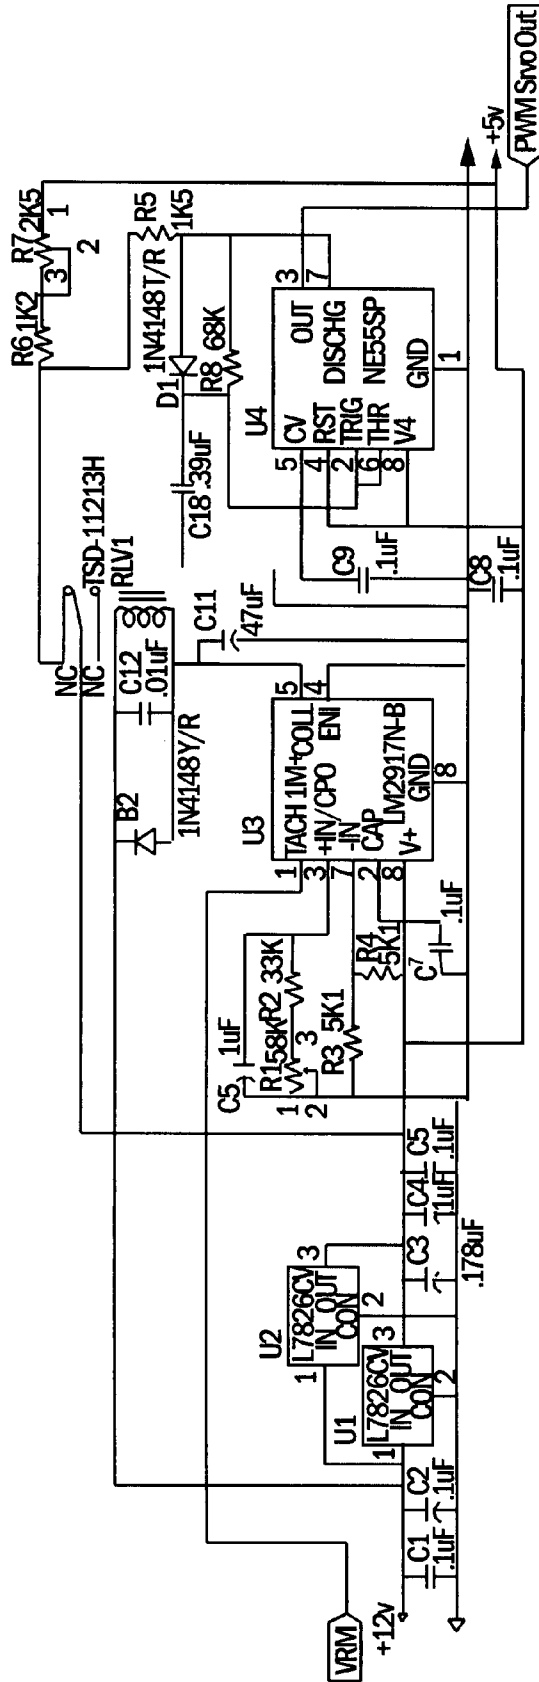 VRM
+12v
C1
.1uF
C2
.1uF
U1
L7826CV
IN OUT
CON
1
3
2
U2
L7826CV
IN OUT
CON
1
3
2
C3
.178uF
C4
.1uF
C5
.1uF
C5
.1uF
R1
58K
1
2
3
R2
33K
R3
5K1
R4
5K1
C7
.1uF
B2
1N4148Y/R
C12
.01uF
NC
NC
TSD-11213H
RLV1
U3
TACH 1M+
COLL
+IN/CPO
ENI
-IN
CAP
LM2917N-B
V+
GND
1
3
7
2
8
5
4
8
C11
47uF
C9
.1uF
C8
.1uF
C18
.39uF
D1
1N4148T/R
R8
68K
R6
1K2
R7
2K5
3
2
1
R5
1K5
U4
CV
OUT
RST
DISCHG
TRIG
THR
NE55SP
V4
GND
5
4
2
6
8
3
7
1
+5v
PWM Srvo Out